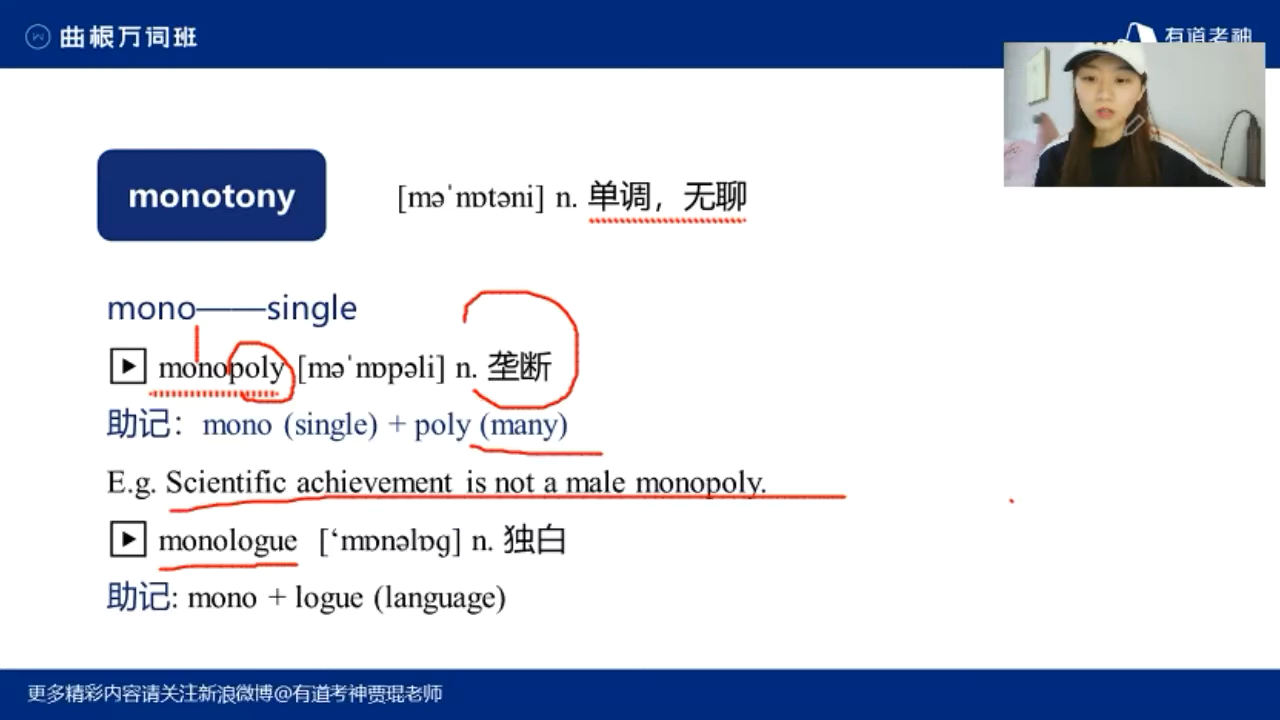 曲根万词班
有道考神
monotony
[məˈnɒtəni] n. 单调，无聊
mono——single
monopoly [məˈnɒpəli] n. 垄断
助记：mono (single) + poly (many)
E.g. Scientific achievement is not a male monopoly.
monologue [‘mɒnəlɒɡ] n. 独白
助记: mono + logue (language)
更多精彩内容请关注新浪微博@有道考神贾琨老师